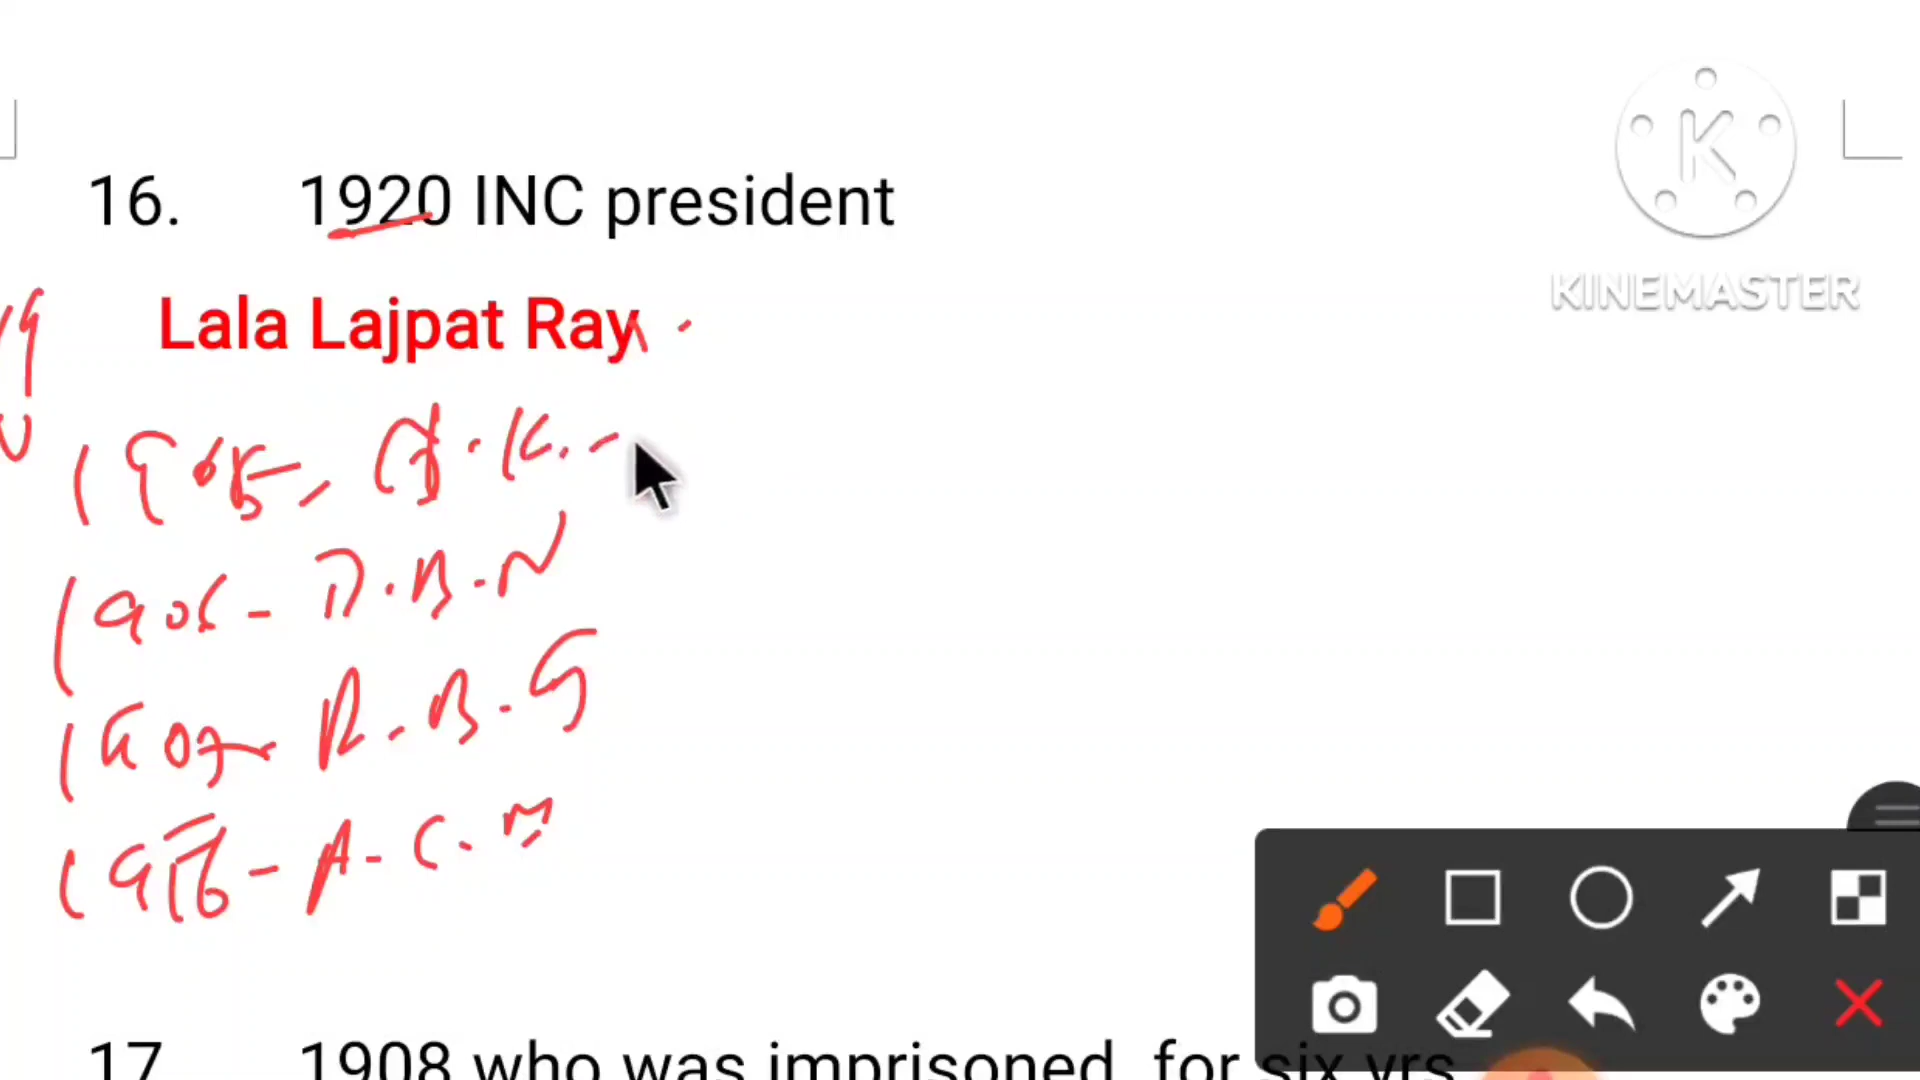 16. 1920 INC president
KINEMASTER
Lala Lajpat Ray
19
1905 - G.K. -
1906 - D.B.N
1907 - R.B.G
1916 - A.C.M
17 1908 who was imprisoned for six yrs